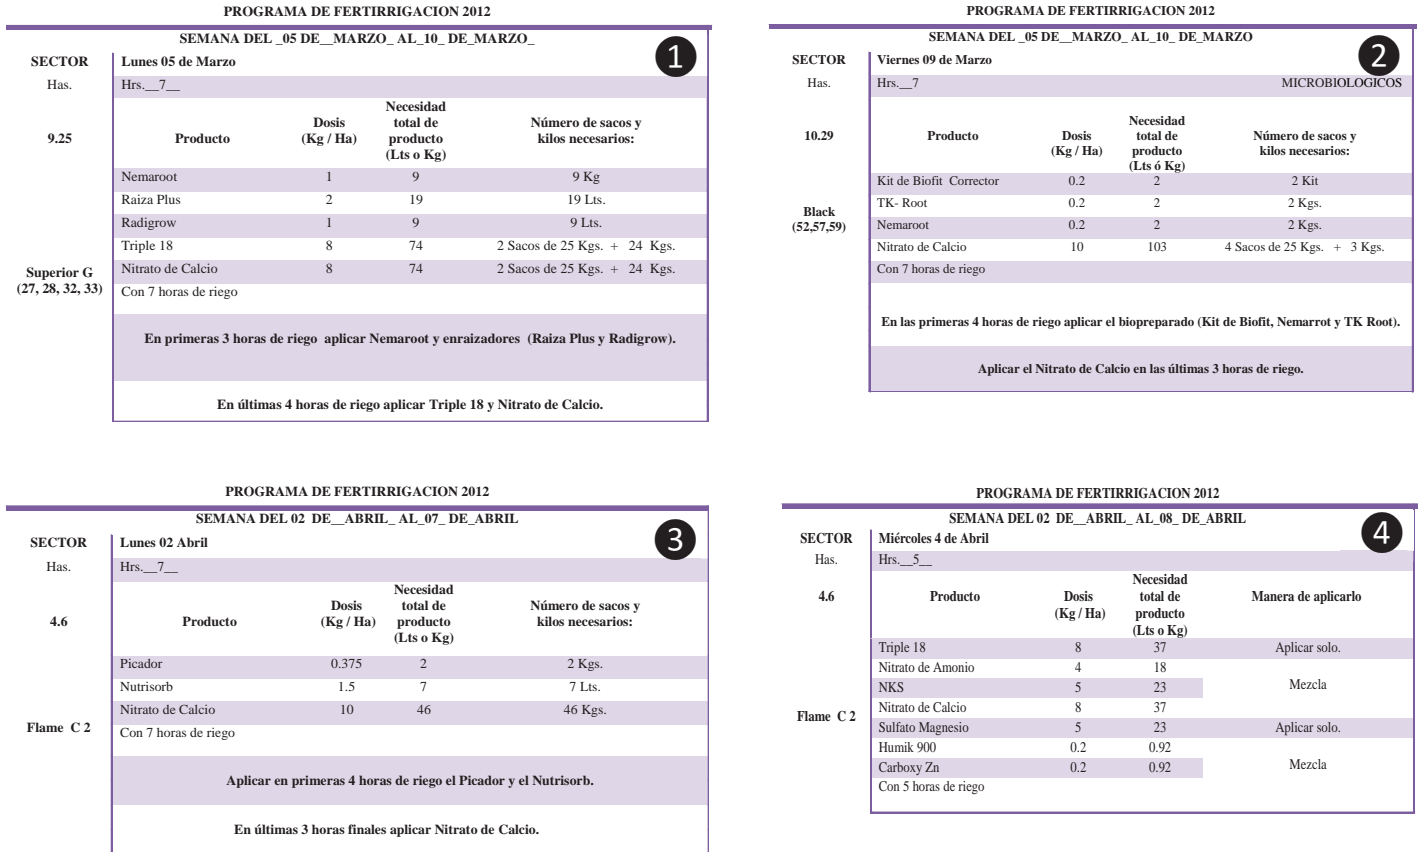 PROGRAMA DE FERTIRRIGACION 2012
SEMANA DEL _05 DE__MARZO_ AL_10_ DE_MARZO_
1
SECTOR Lunes 05 de Marzo
Has. Hrs.__7__
9.25 Producto Dosis (Kg / Ha) Necesidad total de producto (Lts o Kg) Número de sacos y kilos necesarios:
Nemaroot 1 9 9 Kg
Raiza Plus 2 19 19 Lts.
Radigrow 1 9 9 Lts.
Triple 18 8 74 2 Sacos de 25 Kgs. + 24 Kgs.
Superior G (27, 28, 32, 33)
Nitrato de Calcio 8 74 2 Sacos de 25 Kgs. + 24 Kgs.
Con 7 horas de riego
En primeras 3 horas de riego aplicar Nemaroot y enraizadores (Raiza Plus y Radigrow).
En últimas 4 horas de riego aplicar Triple 18 y Nitrato de Calcio.
PROGRAMA DE FERTIRRIGACION 2012
SEMANA DEL _05 DE__MARZO_ AL_10_ DE_MARZO
2
SECTOR Viernes 09 de Marzo
Has. Hrs.__7 MICROBIOLOGICOS
10.29 Producto Dosis (Kg / Ha) Necesidad total de producto (Lts ó Kg) Número de sacos y kilos necesarios:
Kit de Biofit Corrector 0.2 2 2 Kit
TK- Root 0.2 2 2 Kgs.
Black (52,57,59)
Nemaroot 0.2 2 2 Kgs.
Nitrato de Calcio 10 103 4 Sacos de 25 Kgs. + 3 Kgs.
Con 7 horas de riego
En las primeras 4 horas de riego aplicar el biopreparado (Kit de Biofit, Nemarrot y TK Root).
Aplicar el Nitrato de Calcio en las últimas 3 horas de riego.
PROGRAMA DE FERTIRRIGACION 2012
SEMANA DEL 02 DE__ABRIL_ AL_07_ DE_ABRIL
3
SECTOR Lunes 02 Abril
Has. Hrs.__7__
4.6 Producto Dosis (Kg / Ha) Necesidad total de producto (Lts o Kg) Número de sacos y kilos necesarios:
Picador 0.375 2 2 Kgs.
Nutrisorb 1.5 7 7 Lts.
Nitrato de Calcio 10 46 46 Kgs.
Flame C 2 Con 7 horas de riego
Aplicar en primeras 4 horas de riego el Picador y el Nutrisorb.
En últimas 3 horas finales aplicar Nitrato de Calcio.
PROGRAMA DE FERTIRRIGACION 2012
SEMANA DEL 02 DE__ABRIL_ AL_08_ DE_ABRIL
4
SECTOR Miércoles 4 de Abril
Has. Hrs.__5__
4.6 Producto Dosis (Kg / Ha) Necesidad total de producto (Lts o Kg) Manera de aplicarlo
Triple 18 8 37 Aplicar solo.
Nitrato de Amonio 4 18
NKS 5 23 Mezcla
Nitrato de Calcio 8 37
Flame C 2
Sulfato Magnesio 5 23 Aplicar solo.
Humik 900 0.2 0.92
Carboxy Zn 0.2 0.92 Mezcla
Con 5 horas de riego